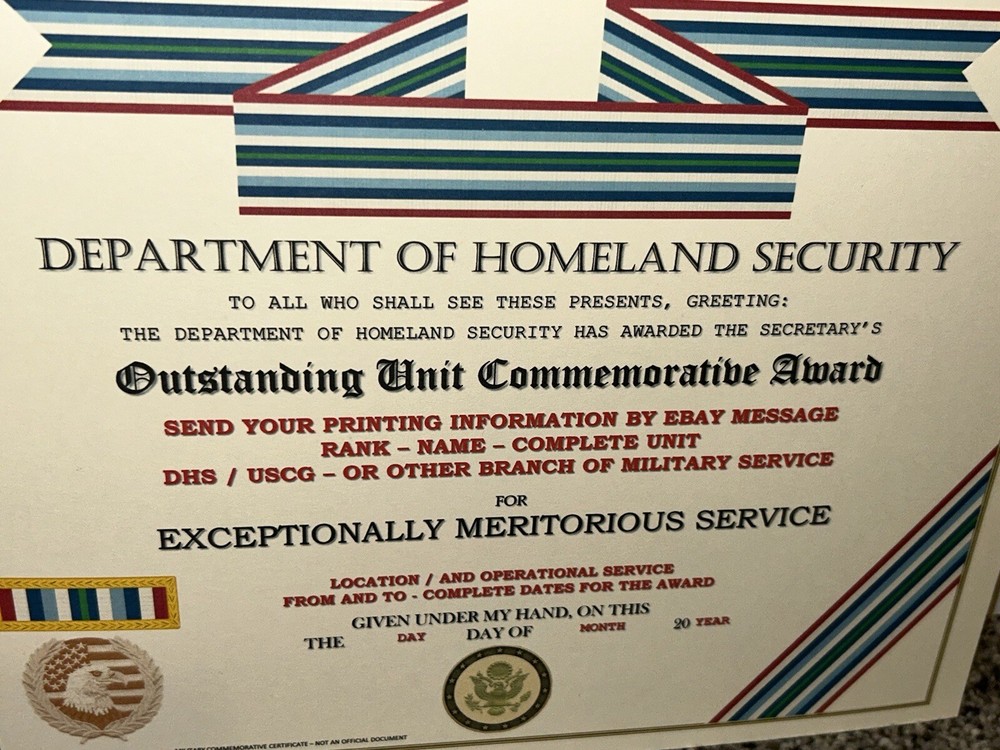 DEPARTMENT OF HOMELAND SECURITY
TO ALL WHO SHALL SEE THESE PRESENTS, GREETING:
THE DEPARTMENT OF HOMELAND SECURITY HAS AWARDED THE SECRETARY'S
Outstanding Unit Commemorative Award
SEND YOUR PRINTING INFORMATION BY EBAY MESSAGE
RANK – NAME – COMPLETE UNIT
DHS / USCG – OR OTHER BRANCH OF MILITARY SERVICE
FOR
EXCEPTIONALLY MERITORIOUS SERVICE
LOCATION / AND OPERATIONAL SERVICE
FROM AND TO - COMPLETE DATES FOR THE AWARD
GIVEN UNDER MY HAND, ON THIS
THE DAY DAY OF MONTH 20 YEAR
COMMEMORATIVE CERTIFICATE – NOT AN OFFICIAL DOCUMENT